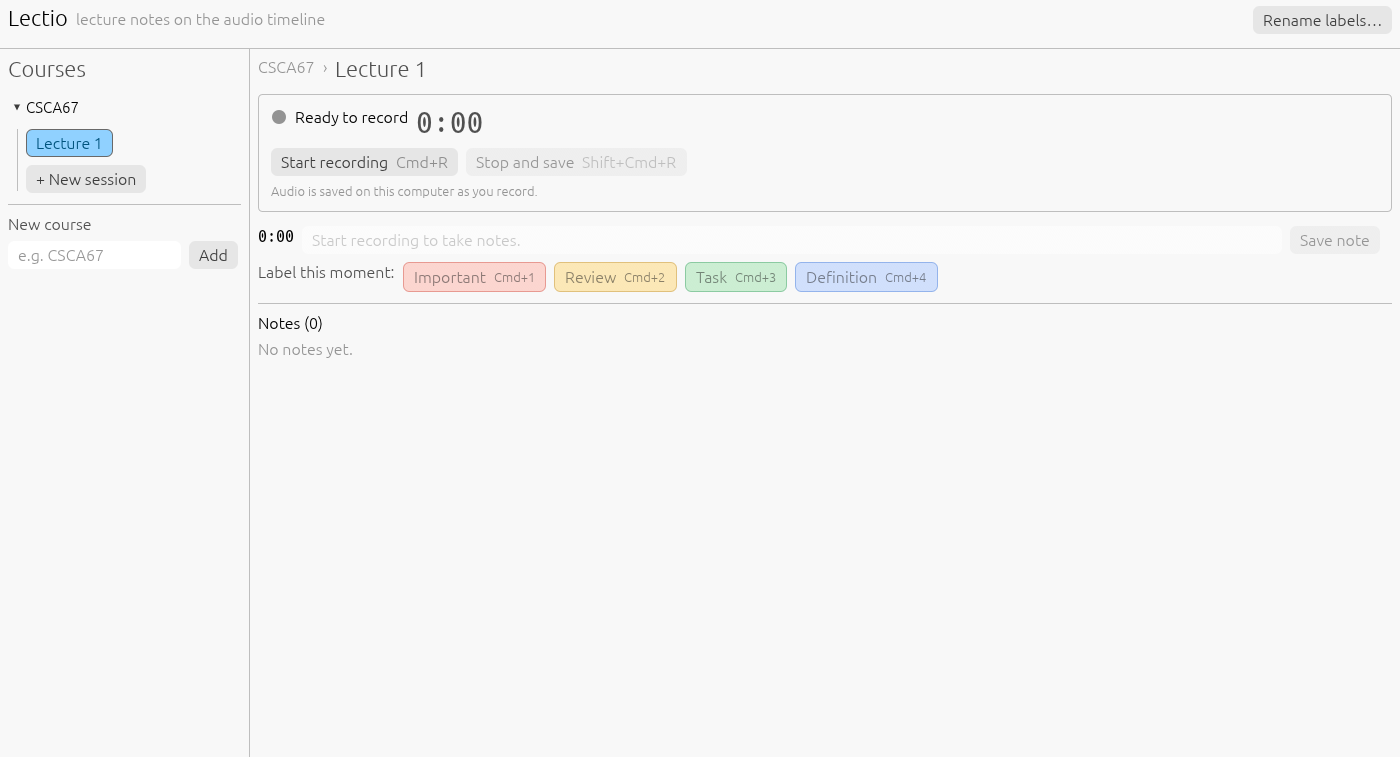 Lectio lecture notes on the audio timeline
Rename labels…
Courses
CSCA67
Lecture 1
+ New session
New course
e.g. CSCA67 Add
CSCA67 › Lecture 1
Ready to record 0:00
Start recording Cmd+R Stop and save Shift+Cmd+R
Audio is saved on this computer as you record.
0:00 Start recording to take notes. Save note
Label this moment: Important Cmd+1 Review Cmd+2 Task Cmd+3 Definition Cmd+4
Notes (0)
No notes yet.